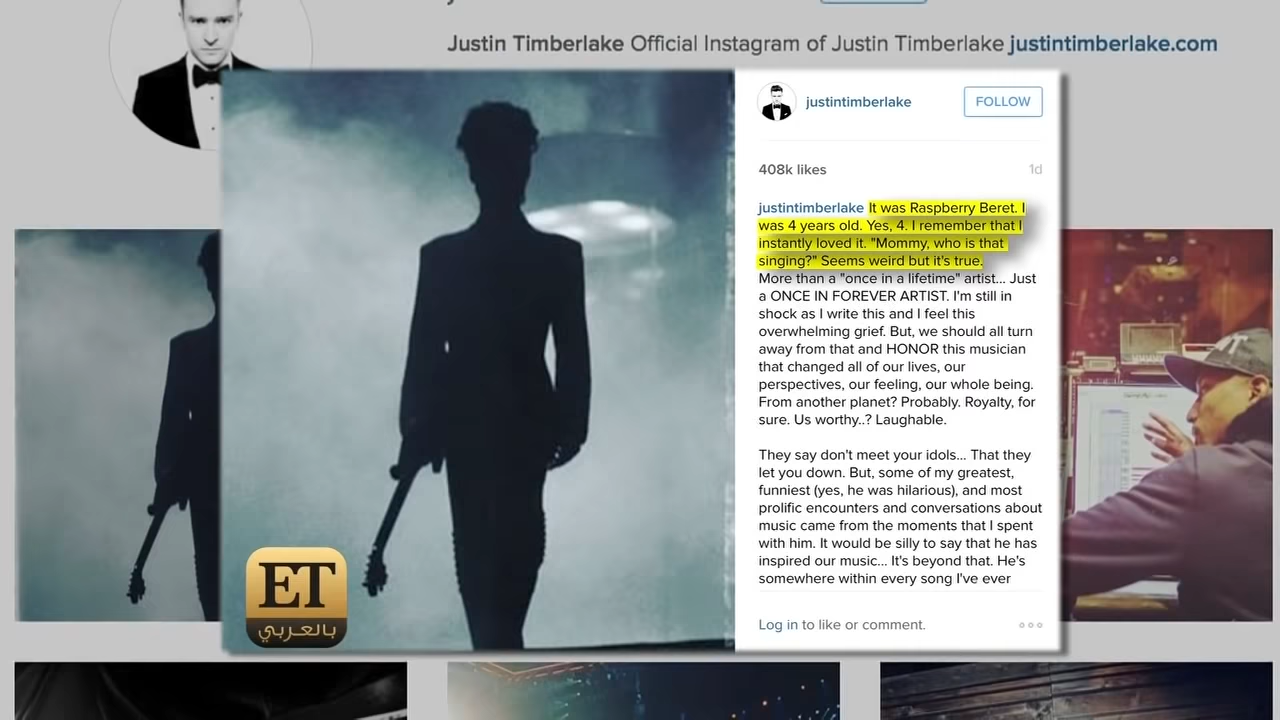 Justin Timberlake Official Instagram of Justin Timberlake justintimberlake.com
justintimberlake
FOLLOW
408k likes
1d
justintimberlake It was Raspberry Beret. I
was 4 years old. Yes, 4. I remember that I
instantly loved it. "Mommy, who is that
singing?" Seems weird but it's true.
More than a "once in a lifetime" artist... Just
a ONCE IN FOREVER ARTIST. I'm still in
shock as I write this and I feel this
overwhelming grief. But, we should all turn
away from that and HONOR this musician
that changed all of our lives, our
perspectives, our feeling, our whole being.
From another planet? Probably. Royalty, for
sure. Us worthy..? Laughable.
They say don't meet your idols... That they
let you down. But, some of my greatest,
funniest (yes, he was hilarious), and most
prolific encounters and conversations about
music came from the moments that I spent
with him. It would be silly to say that he has
inspired our music... It's beyond that. He's
somewhere within every song I've ever
Log in to like or comment.
ET
بالعربي